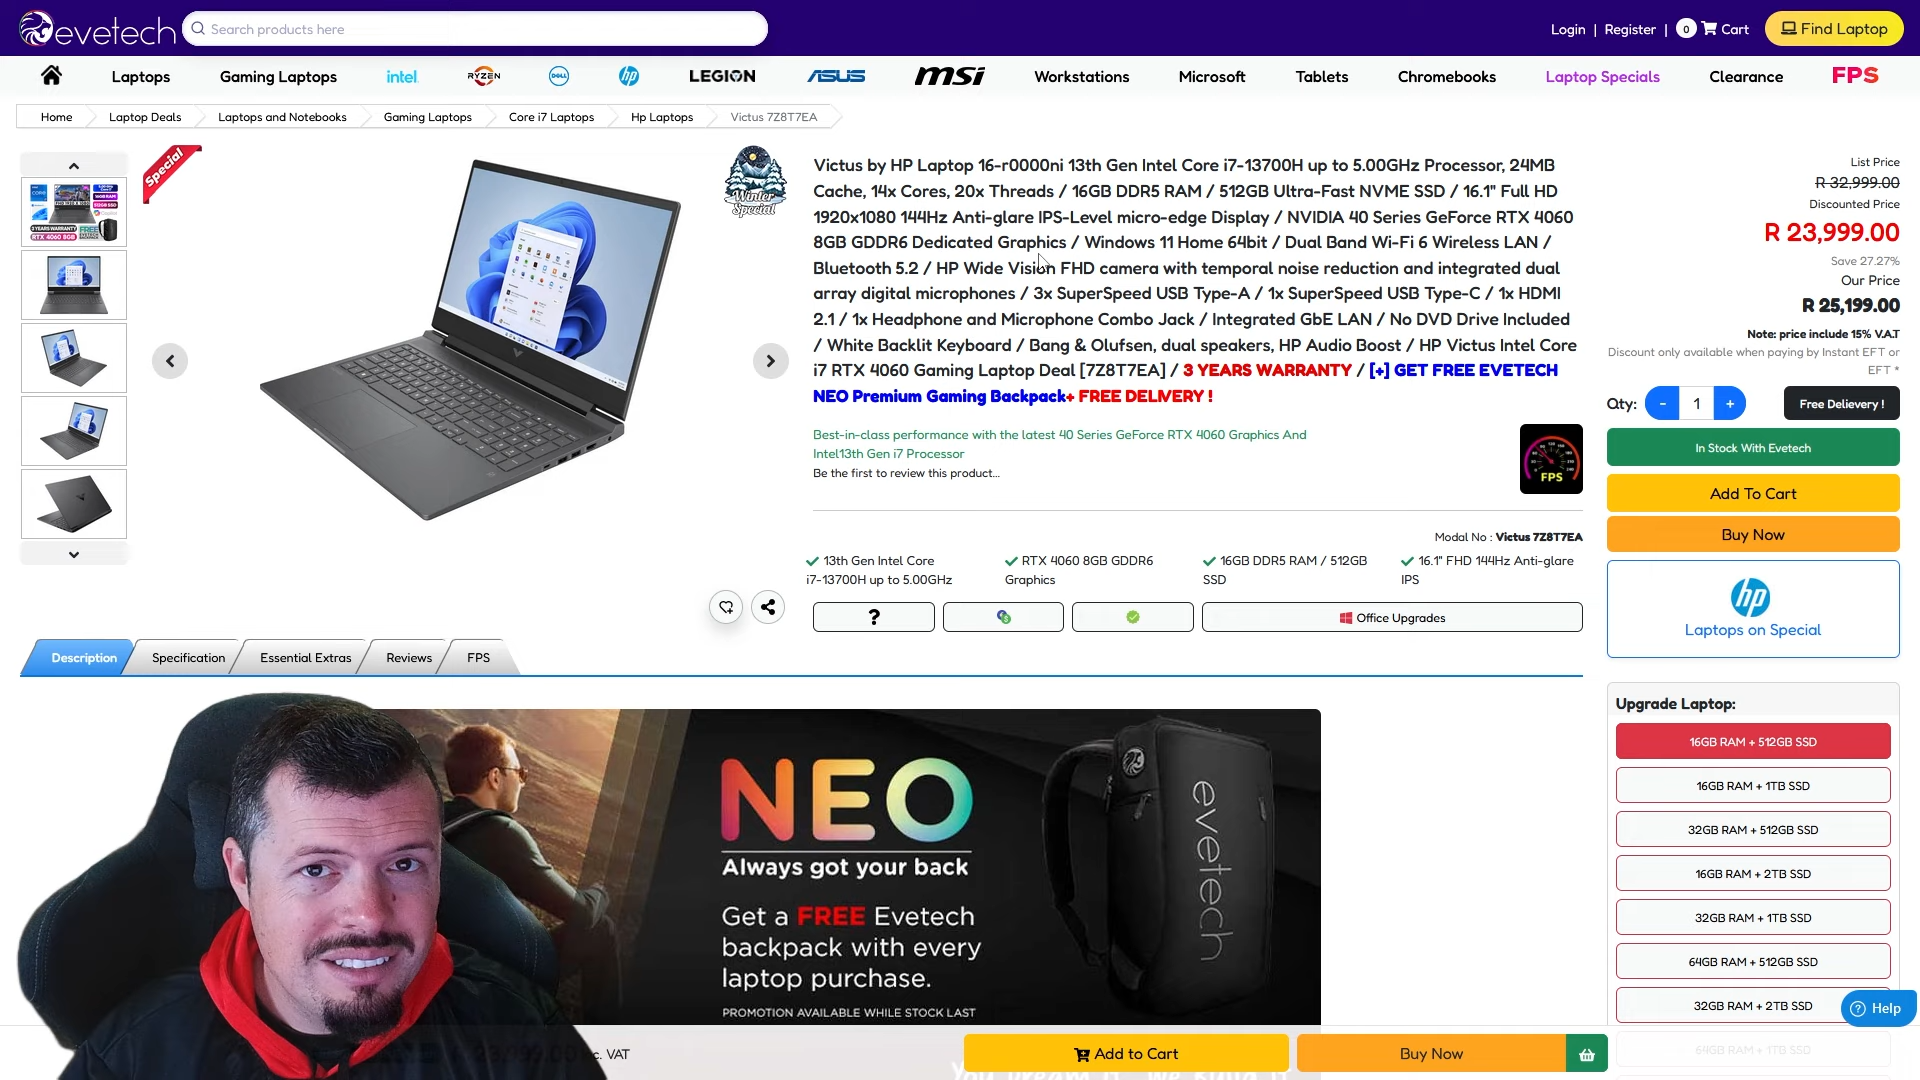 evetech
Search products here
Login | Register | 0 Cart
Find Laptop
Laptops
Gaming Laptops
intel
RYZEN
DELL
hp
LEGION
ASUS
msi
Workstations
Microsoft
Tablets
Chromebooks
Laptop Specials
Clearance
FPS
Home
Laptop Deals
Laptops and Notebooks
Gaming Laptops
Core i7 Laptops
Hp Laptops
Victus 7Z8T7EA
Special
Winter
Special
Victus by HP Laptop 16-r0000ni 13th Gen Intel Core i7-13700H up to 5.00GHz Processor, 24MB
Cache, 14x Cores, 20x Threads / 16GB DDR5 RAM / 512GB Ultra-Fast NVME SSD / 16.1" Full HD
1920x1080 144Hz Anti-glare IPS-Level micro-edge Display / NVIDIA 40 Series GeForce RTX 4060
8GB GDDR6 Dedicated Graphics / Windows 11 Home 64bit / Dual Band Wi-Fi 6 Wireless LAN /
Bluetooth 5.2 / HP Wide Vision FHD camera with temporal noise reduction and integrated dual
array digital microphones / 3x SuperSpeed USB Type-A / 1x SuperSpeed USB Type-C / 1x HDMI
2.1 / 1x Headphone and Microphone Combo Jack / Integrated GbE LAN / No DVD Drive Included
/ White Backlit Keyboard / Bang & Olufsen, dual speakers, HP Audio Boost / HP Victus Intel Core
i7 RTX 4060 Gaming Laptop Deal [7Z8T7EA] / 3 YEARS WARRANTY / [+] GET FREE EVETECH
NEO Premium Gaming Backpack+ FREE DELIVERY !
Best-in-class performance with the latest 40 Series GeForce RTX 4060 Graphics And
Intel13th Gen i7 Processor
Be the first to review this product...
FPS
Modal No : Victus 7Z8T7EA
13th Gen Intel Core
i7-13700H up to 5.00GHz
RTX 4060 8GB GDDR6
Graphics
16GB DDR5 RAM / 512GB
SSD
16.1" FHD 144Hz Anti-glare
IPS
?
Office Upgrades
List Price
R 32,999.00
Discounted Price
R 23,999.00
Save 27.27%
Our Price
R 25,199.00
Note: price include 15% V.A.T
Discount only available when paying by Instant EFT or
EFT *
Qty: - 1 +
Free Delievery !
In Stock With Evetech
Add To Cart
Buy Now
hp
Laptops on Special
Upgrade Laptop:
16GB RAM + 512GB SSD
16GB RAM + 1TB SSD
32GB RAM + 512GB SSD
16GB RAM + 2TB SSD
32GB RAM + 1TB SSD
64GB RAM + 512GB SSD
32GB RAM + 2TB SSD
64GB RAM + 1TB SSD
Help
Description
Specification
Essential Extras
Reviews
FPS
NEO
Always got your back
Get a FREE Evetech
backpack with every
laptop purchase.
PROMOTION AVAILABLE WHILE STOCK LAST
evetech
VAT
Add to Cart
Buy Now